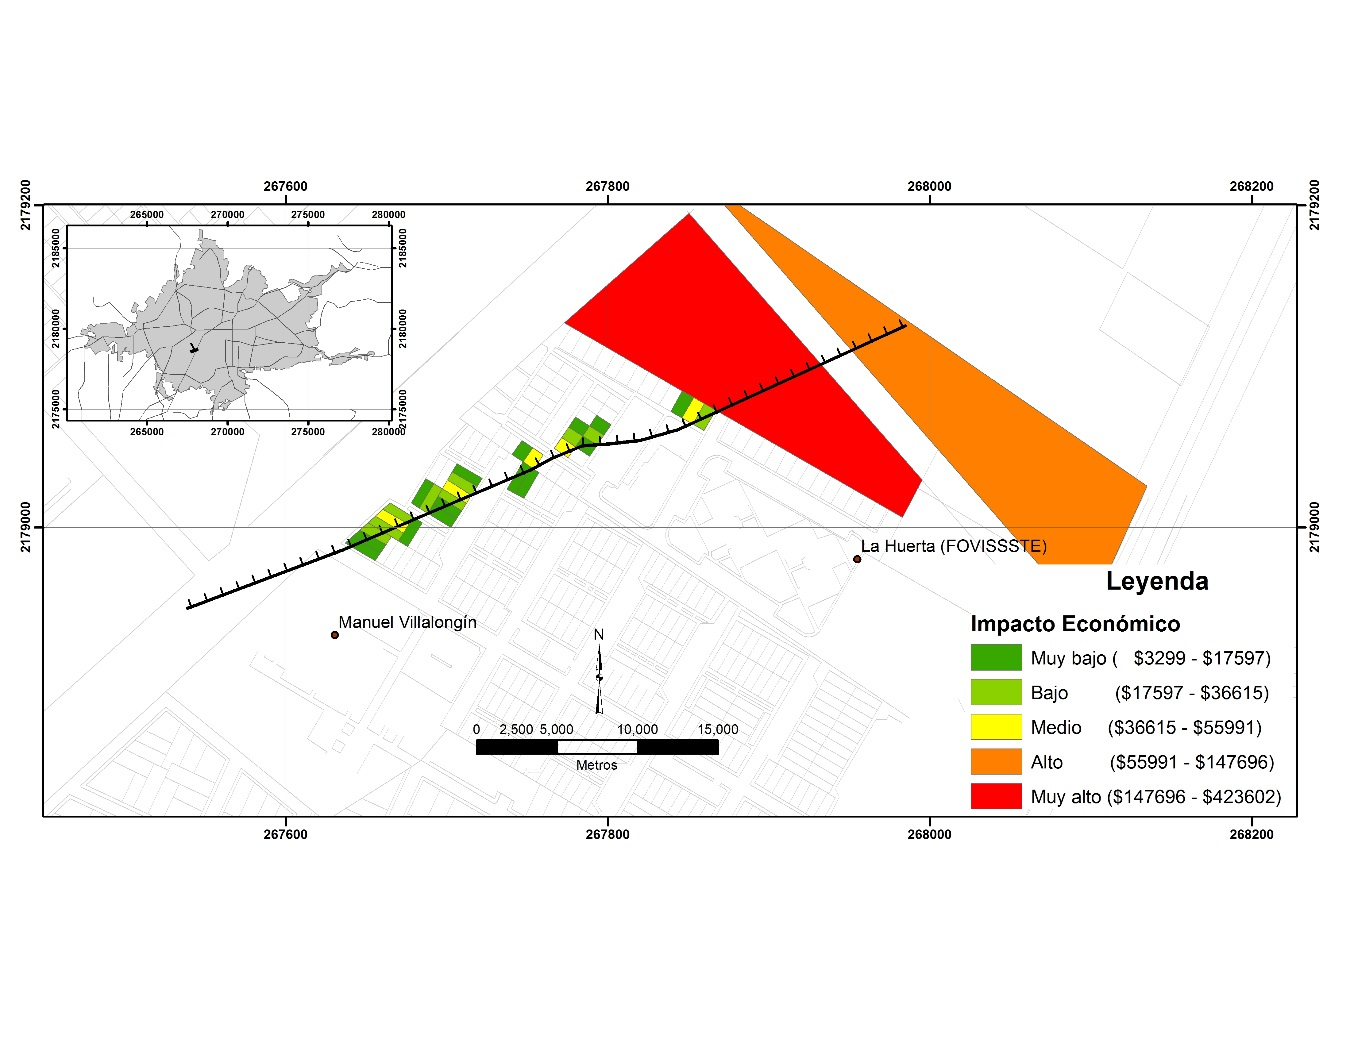 267600 267800 268000 268200
2179200
2179200
265000 270000 275000 280000
2185000
2185000
2180000
2180000
2175000
2175000
265000 270000 275000 280000
2179000
2179000
La Huerta (FOVISSSTE)
Manuel Villalongín
N
0 2,500 5,000 10,000 15,000
Metros
Leyenda
Impacto Económico
Muy bajo ( $3299 - $17597)
Bajo ($17597 - $36615)
Medio ($36615 - $55991)
Alto ($55991 - $147696)
Muy alto ($147696 - $423602)
267600 267800 268000 268200